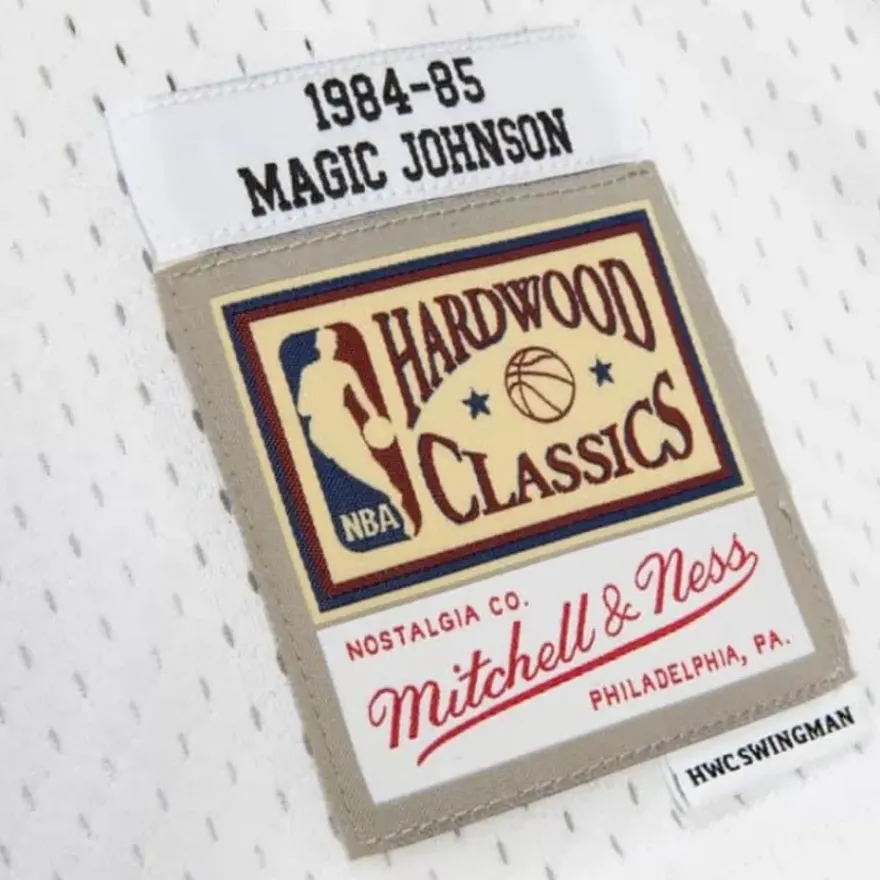 1984-85
MAGIC JOHNSON
HARDWOOD
CLASSICS
NBA
NOSTALGIA CO.
Mitchell & Ness
PHILADELPHIA, PA.
HWC SWINGMAN